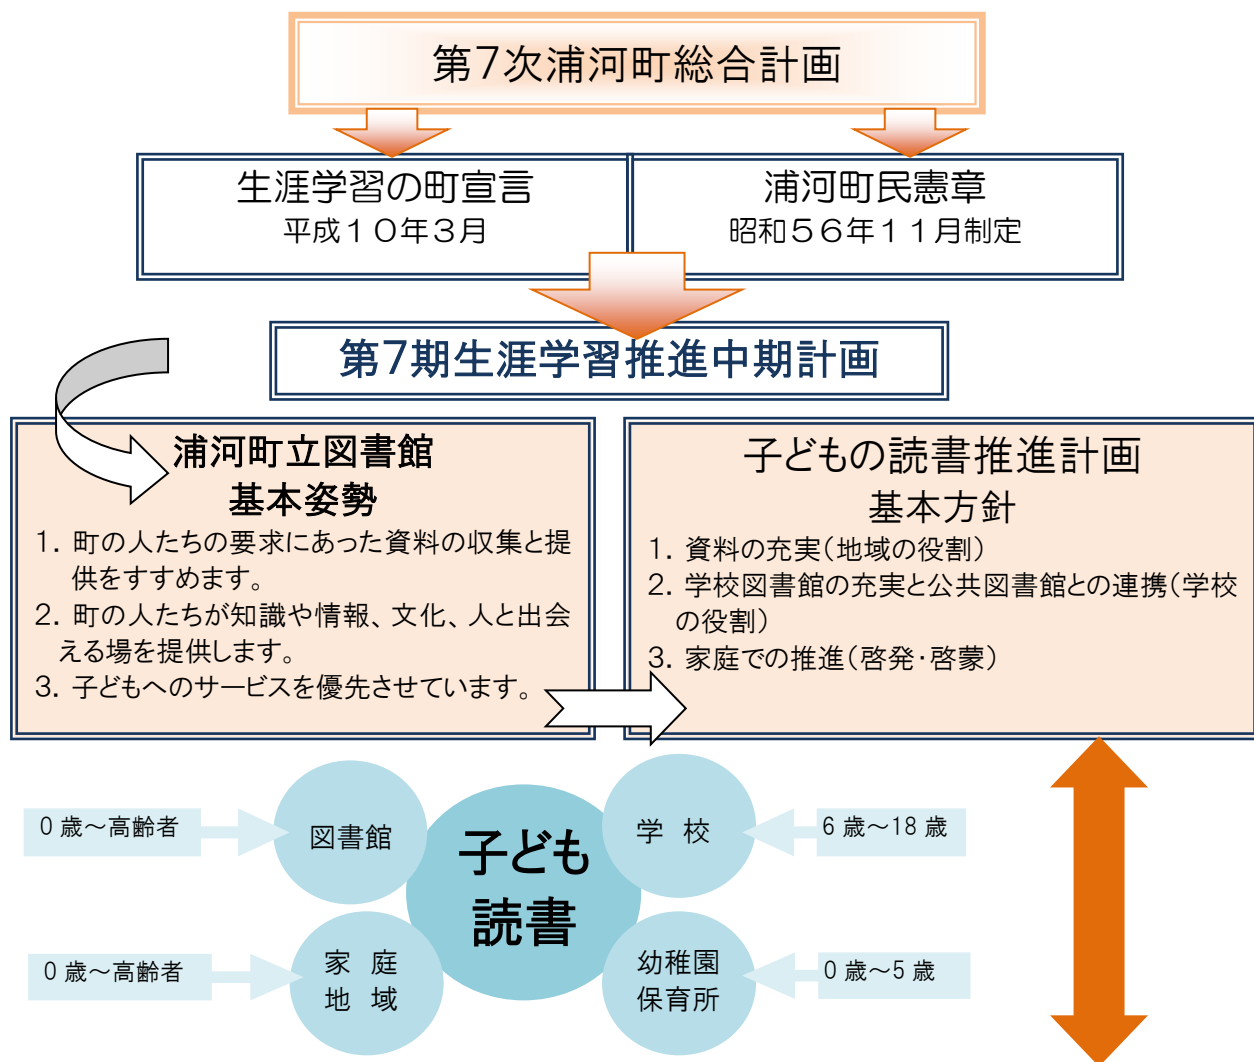 第7次浦河町総合計画
生涯学習の町宣言
平成１０年３月
浦河町民憲章
昭和５６年１１月制定
第7期生涯学習推進中期計画
浦河町立図書館
基本姿勢
1. 町の人たちの要求にあった資料の収集と提
供をすすめます。
2. 町の人たちが知識や情報、文化、人と出会
える場を提供します。
3. 子どもへのサービスを優先させています。
子どもの読書推進計画
基本方針
1. 資料の充実(地域の役割)
2. 学校図書館の充実と公共図書館との連携(学校
の役割)
3. 家庭での推進(啓発・啓蒙)
0 歳～高齢者
図書館
子ども
読書
学 校
6 歳～18 歳
0 歳～高齢者
家 庭
地 域
幼稚園
保育所
0 歳～5 歳